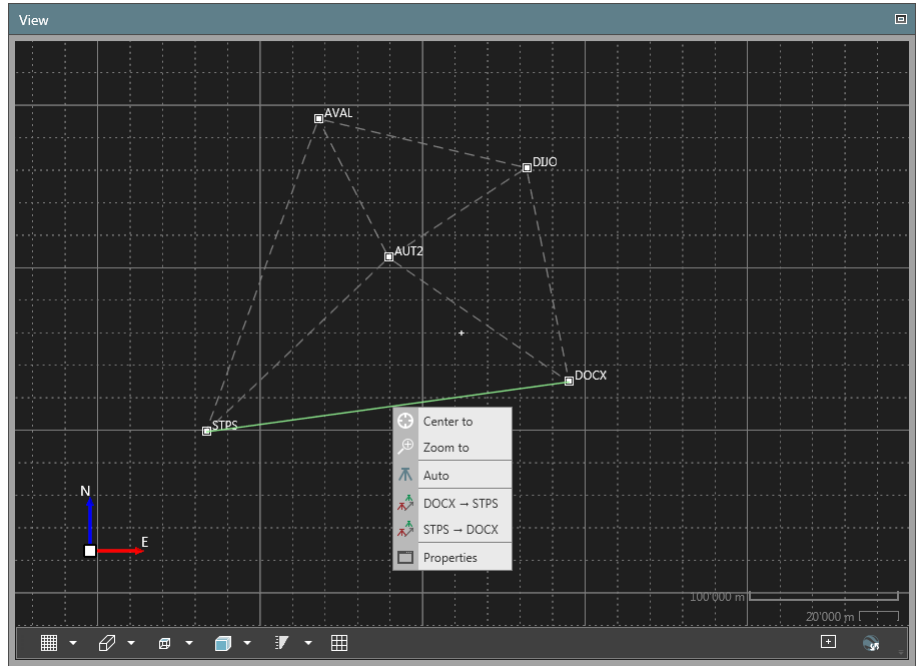 View
AVAL
DIJO
AUT2
DOCX
STPS
Center to
Zoom to
Auto
DOCX → STPS
STPS → DOCX
Properties
N
E
100'000 m
20'000 m